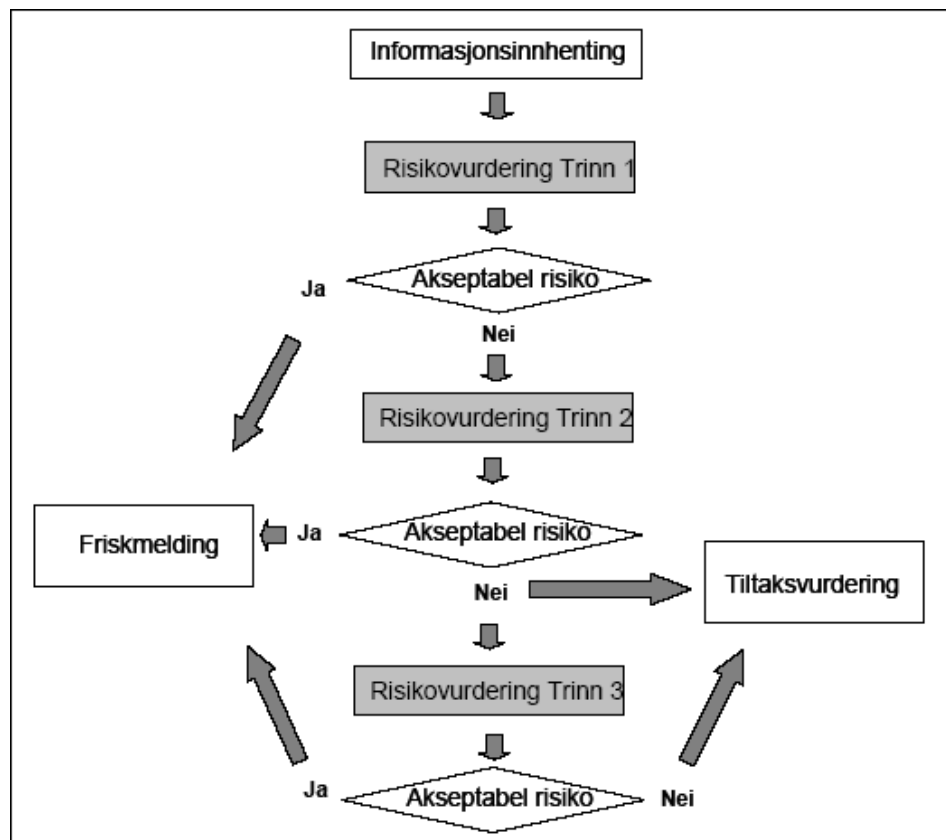 Informasjonsinnhenting
Risikovurdering Trinn 1
Akseptabel risiko
Ja
Nei
Risikovurdering Trinn 2
Akseptabel risiko
Ja
Friskmelding
Nei
Tiltaksvurdering
Risikovurdering Trinn 3
Akseptabel risiko
Ja
Nei